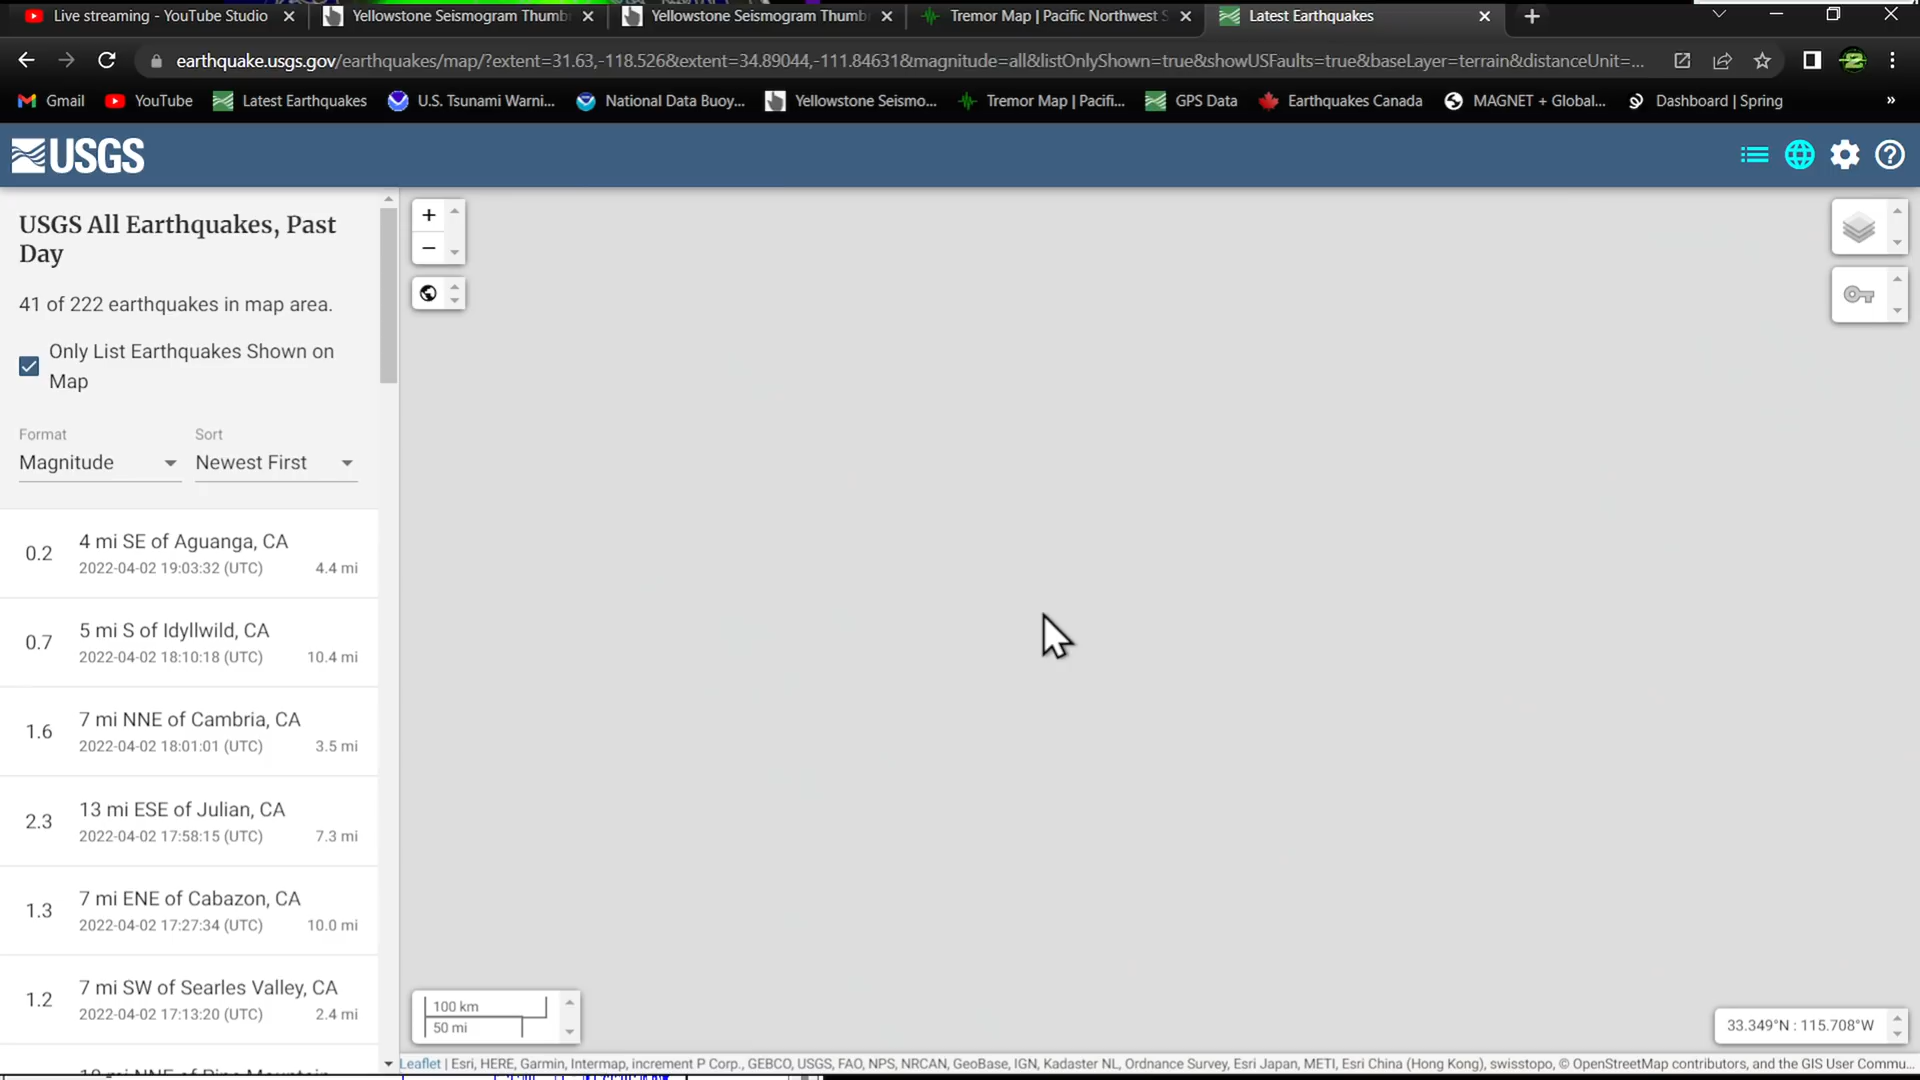 Live streaming - YouTube Studio
Yellowstone Seismogram Thumb
Yellowstone Seismogram Thumb
Tremor Map | Pacific Northwest S
Latest Earthquakes
earthquake.usgs.gov/earthquakes/map/?extent=31.63,-118.526&extent=34.89044,-111.84631&magnitude=all&listOnlyShown=true&showUSFaults=true&baseLayer=terrain&distanceUnit=...
Gmail
YouTube
Latest Earthquakes
U.S. Tsunami Warni...
National Data Buoy...
Yellowstone Seismo...
Tremor Map | Pacifi...
GPS Data
Earthquakes Canada
MAGNET + Global...
Dashboard | Spring
»
USGS
USGS All Earthquakes, Past
Day
41 of 222 earthquakes in map area.
Only List Earthquakes Shown on
Map
Format
Sort
Magnitude
Newest First
0.2
4 mi SE of Aguanga, CA
2022-04-02 19:03:32 (UTC)
4.4 mi
0.7
5 mi S of Idyllwild, CA
2022-04-02 18:10:18 (UTC)
10.4 mi
1.6
7 mi NNE of Cambria, CA
2022-04-02 18:01:01 (UTC)
3.5 mi
2.3
13 mi ESE of Julian, CA
2022-04-02 17:58:15 (UTC)
7.3 mi
1.3
7 mi ENE of Cabazon, CA
2022-04-02 17:27:34 (UTC)
10.0 mi
1.2
7 mi SW of Searles Valley, CA
2022-04-02 17:13:20 (UTC)
2.4 mi
+
−
100 km
50 mi
33.349°N : 115.708°W
Leaflet | Esri, HERE, Garmin, Intermap, increment P Corp., GEBCO, USGS, FAO, NPS, NRCAN, GeoBase, IGN, Kadaster NL, Ordnance Survey, Esri Japan, METI, Esri China (Hong Kong), swisstopo, © OpenStreetMap contributors, and the GIS User Commu...